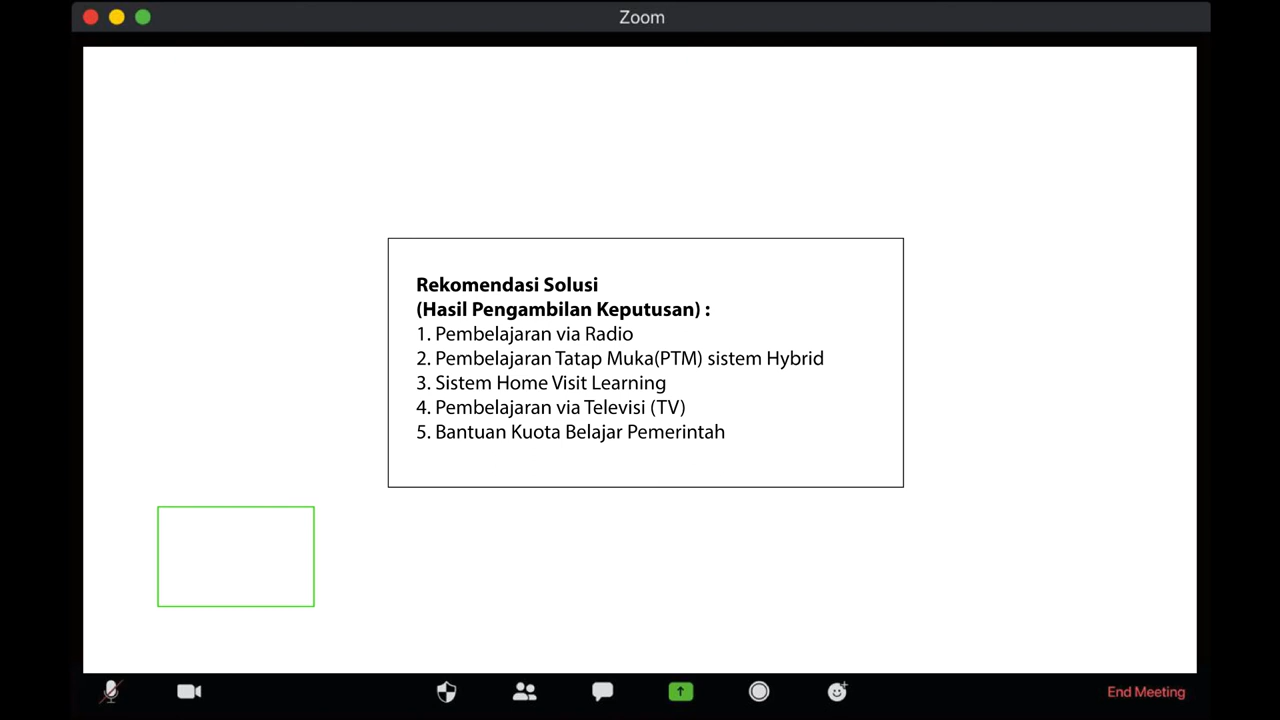 Zoom
Rekomendasi Solusi
(Hasil Pengambilan Keputusan) :
1. Pembelajaran via Radio
2. Pembelajaran Tatap Muka(PTM) sistem Hybrid
3. Sistem Home Visit Learning
4. Pembelajaran via Televisi (TV)
5. Bantuan Kuota Belajar Pemerintah
End Meeting